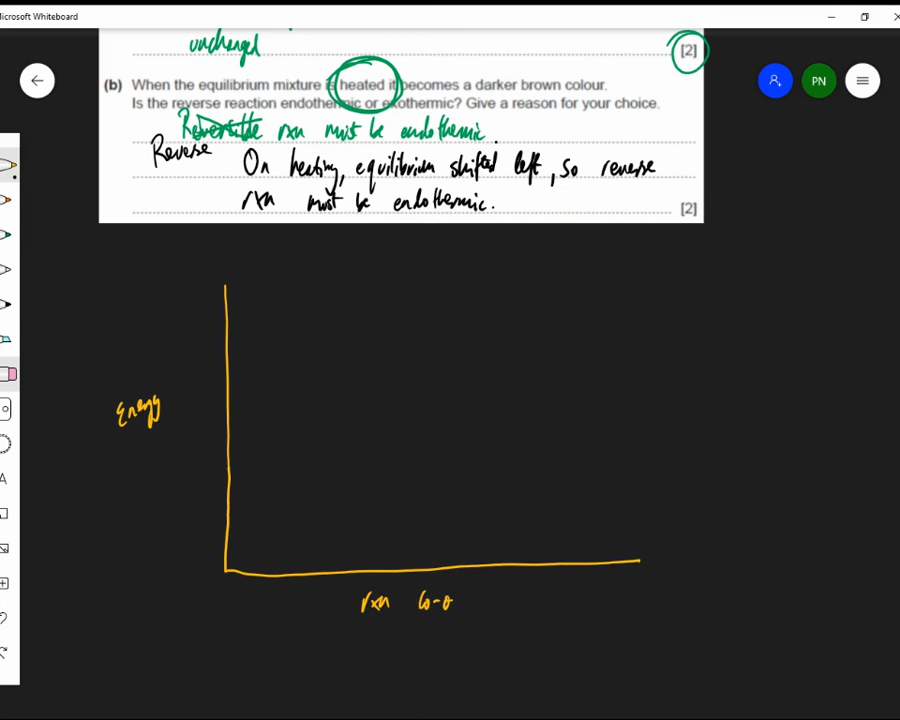 Microsoft Whiteboard
unchanged
[2]
(b) When the equilibrium mixture is heated it becomes a darker brown colour.
Is the reverse reaction endothermic or exothermic? Give a reason for your choice.
rxn must be endothermic.
Reverse On heating, equilibrium shifted left, so reverse
rxn must be endothermic.
[2]
PN
Energy
rxn co-o